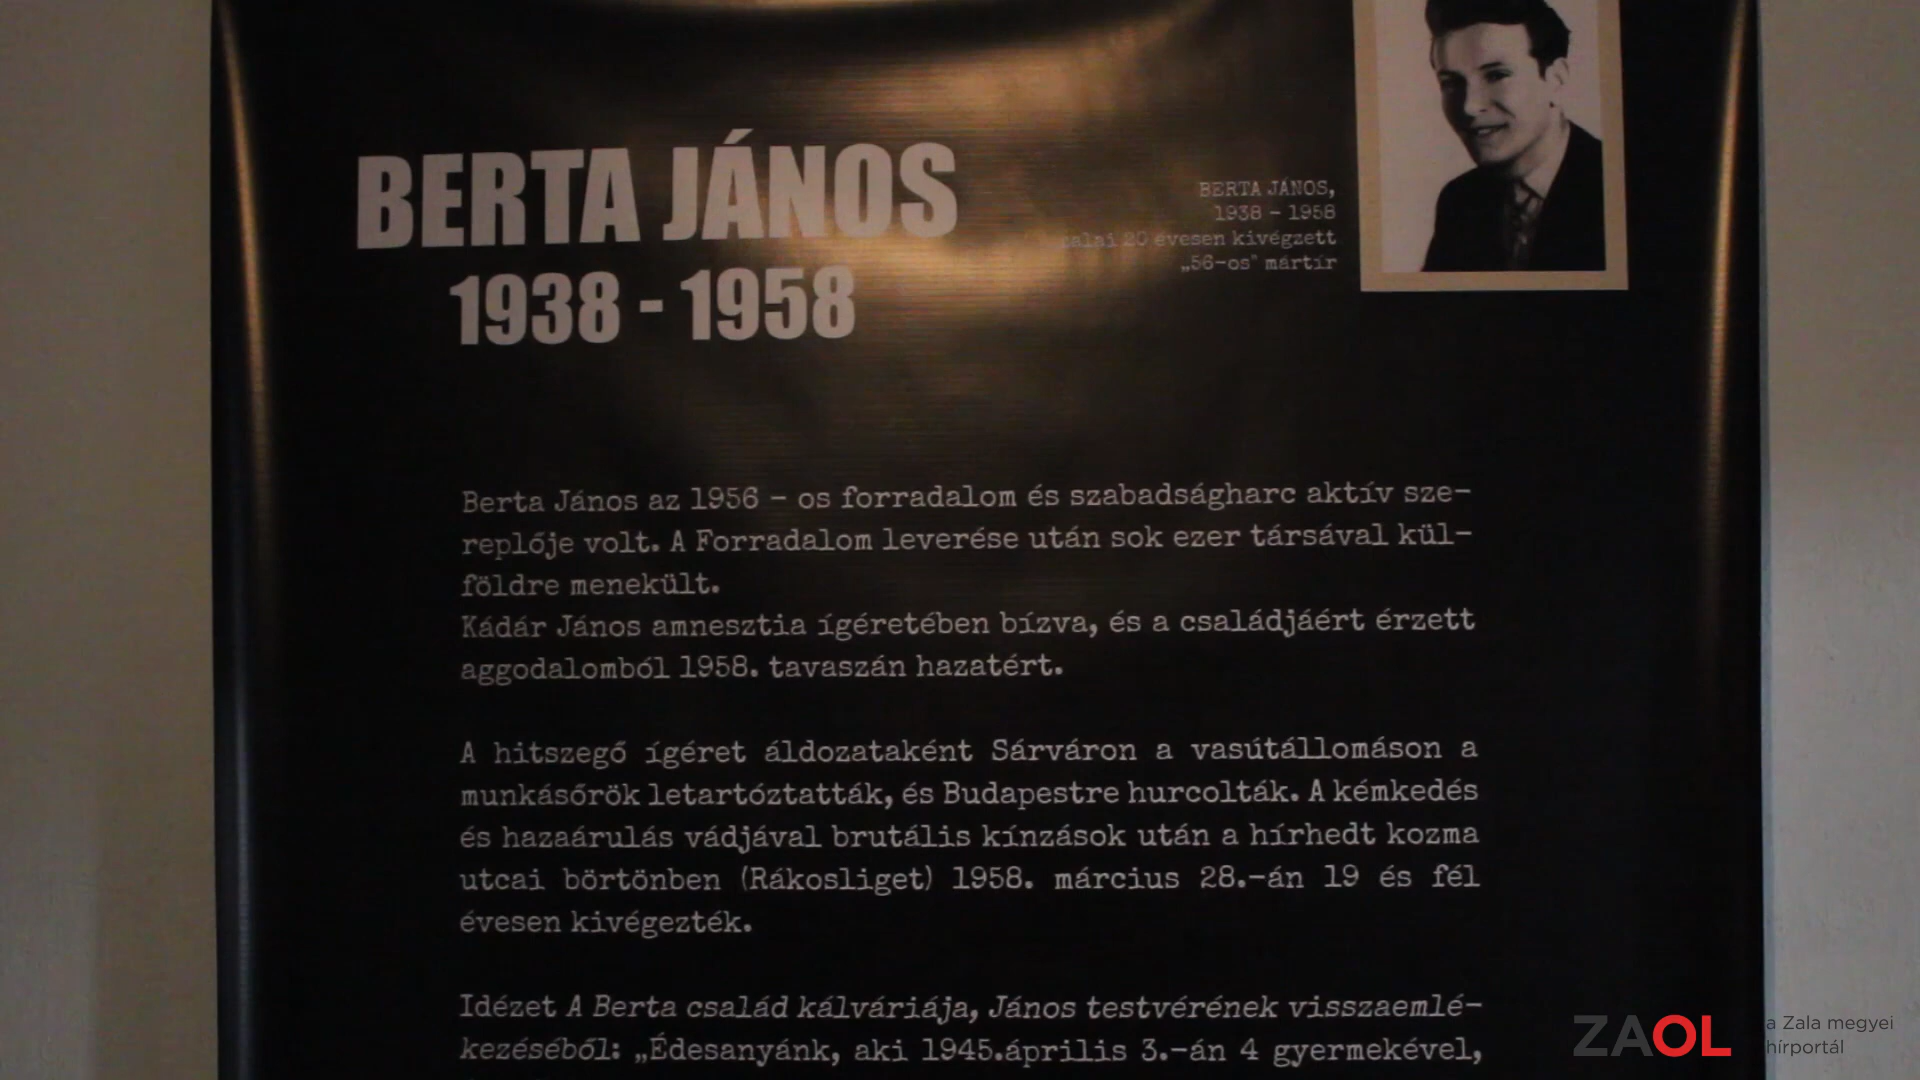 BERTA JÁNOS
1938 - 1958
BERTA JÁNOS,
1938 - 1958
zalai 20 évesen kivégzett
„56-os" mártír
Berta János az 1956 - os forradalom és szabadságharc aktív sze-
replője volt. A Forradalom leverése után sok ezer társával kül-
földre menekült.
Kádár János amnesztia ígéretében bízva, és a családjáért érzett
aggodalomból 1958. tavaszán hazatért.
A hitszegő ígéret áldozataként Sárváron a vasútállomáson a
munkásőrök letartóztatták, és Budapestre hurcolták. A kémkedés
és hazaárulás vádjával brutális kínzások után a hírhedt kozma
utcai börtönben (Rákosliget) 1958. március 28.-án 19 és fél
évesen kivégezték.
Idézet A Berta család kálváriája, János testvérének visszaemlé-
kezéséből: „Édesanyánk, aki 1945.április 3.-án 4 gyermekével,
ZAOL
a Zala megyei
hírportál